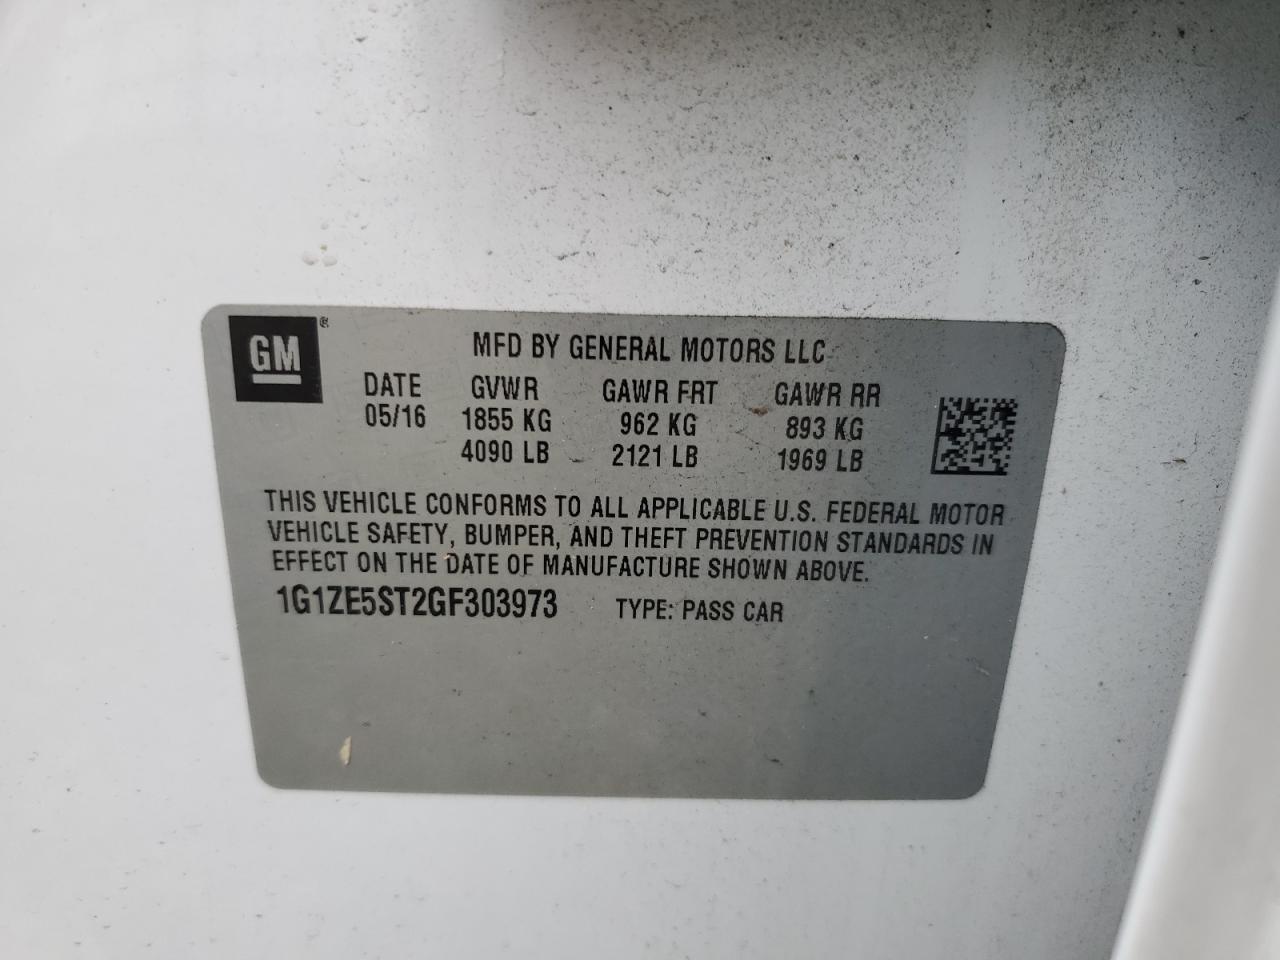 GM®
MFD BY GENERAL MOTORS LLC
DATE GVWR GAWR FRT GAWR RR
05/16 1855 KG 962 KG 893 KG
4090 LB 2121 LB 1969 LB
THIS VEHICLE CONFORMS TO ALL APPLICABLE U.S. FEDERAL MOTOR
VEHICLE SAFETY, BUMPER, AND THEFT PREVENTION STANDARDS IN
EFFECT ON THE DATE OF MANUFACTURE SHOWN ABOVE.
1G1ZE5ST2GF303973 TYPE: PASS CAR